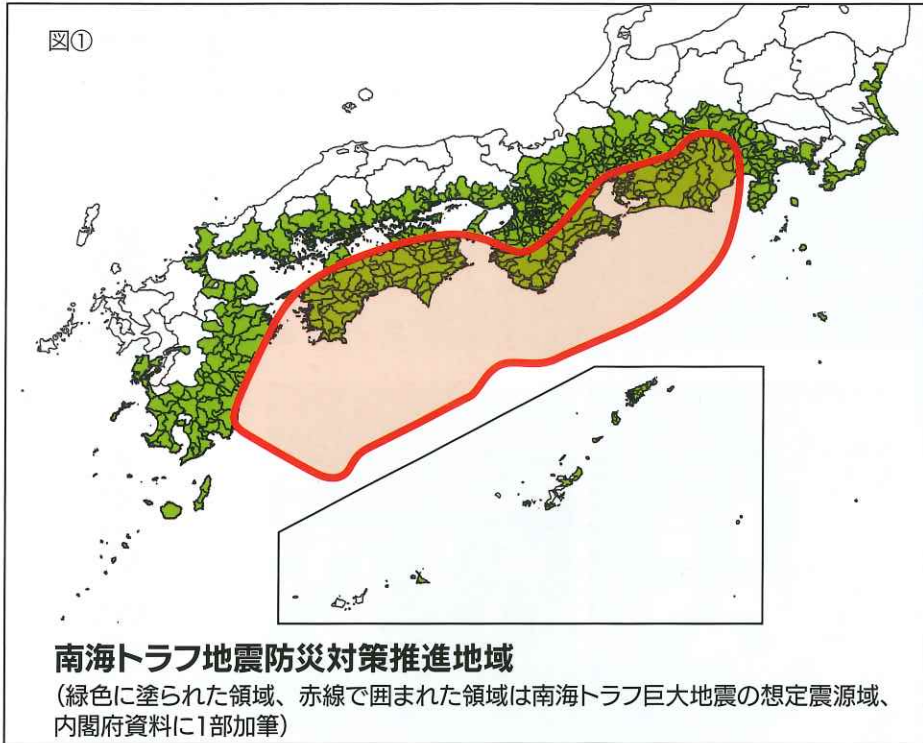 図①
南海トラフ地震防災対策推進地域
(緑色に塗られた領域、赤線で囲まれた領域は南海トラフ巨大地震の想定震源域、
内閣府資料に1部加筆)